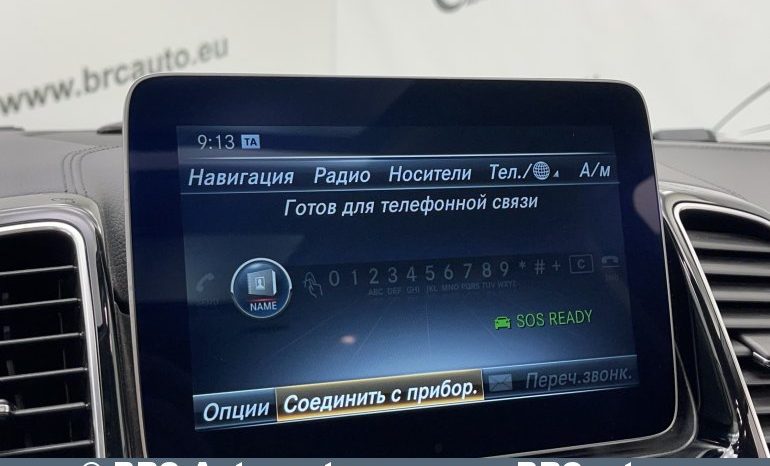 www.brcauto.eu
9:13 TA
Навигация Радио Носители Тел./ А/м
Готов для телефонной связи
NAME 0 1 2 3 4 5 6 7 8 9 * # + C
ABC DEF GHI JKL MNO PQRS TUV WXYZ
SOS READY
Опции Соединить с прибор. Переч.звонк.